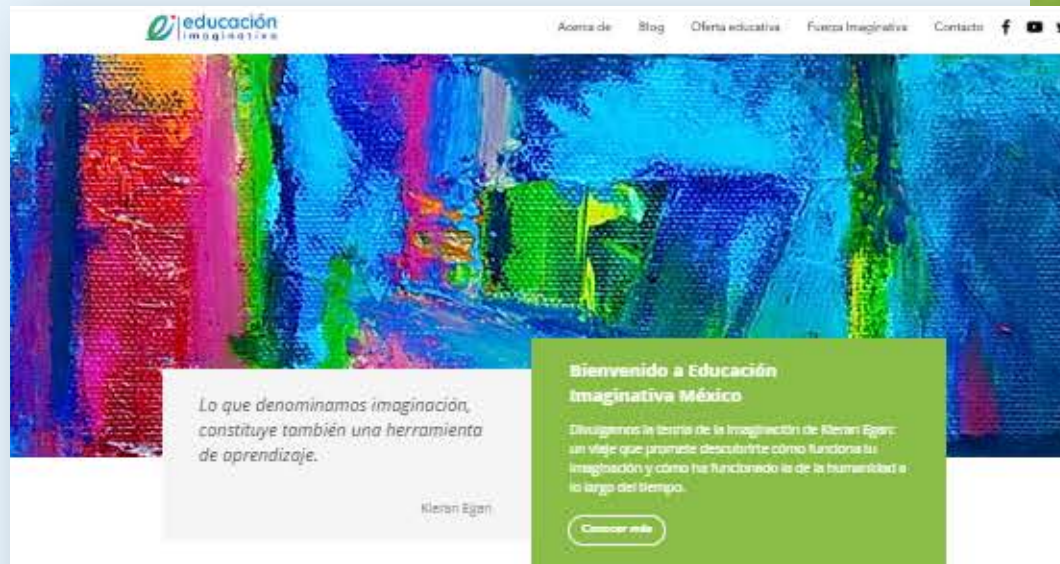 educación
imaginativa
Acerca de Blog Oferta educativa Fuerza Imaginativa Contacto
Lo que denominamos imaginación,
constituye también una herramienta
de aprendizaje.
Kieran Egan
Bienvenido a Educación
Imaginativa México
Divulgamos la teoría de la imaginación de Kieran Egan:
un viaje que promete descubrirte cómo funciona tu
imaginación y cómo ha funcionado la de la humanidad a
lo largo del tiempo.
Conocer más